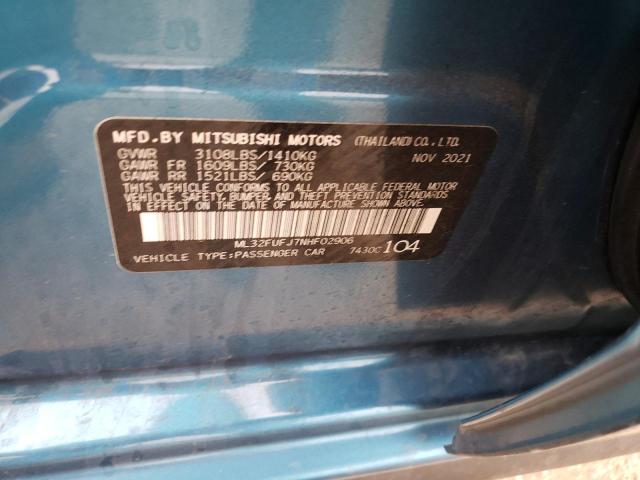 MFD.BY MITSUBISHI MOTORS (THAILAND) CO., LTD.
GVWR 3108LBS/1410KG NOV 2021
GAWR FR 1609LBS/ 730KG
GAWR RR 1521LBS/ 690KG
THIS VEHICLE CONFORMS TO ALL APPLICABLE FEDERAL MOTOR
VEHICLE SAFETY, BUMPER, AND THEFT PREVENTION STANDARDS
IN EFFECT ON THE DATE OF MANUFACTURE SHOWN ABOVE.
ML32FUFJ7NHF02906
VEHICLE TYPE:PASSENGER CAR 7430C 104